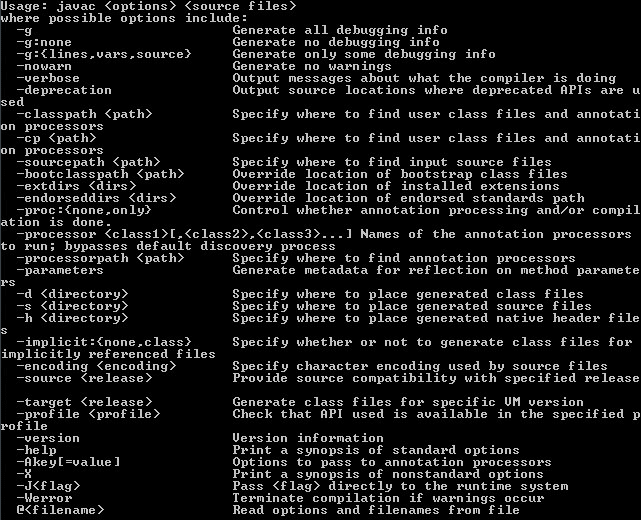 Usage: javac <options> <source files>
where possible options include:
  -g                         Generate all debugging info
  -g:none                    Generate no debugging info
  -g:{lines,vars,source}     Generate only some debugging info
  -nowarn                    Generate no warnings
  -verbose                   Output messages about what the compiler is doing
  -deprecation               Output source locations where deprecated APIs are u
sed
  -classpath <path>          Specify where to find user class files and annotati
on processors
  -cp <path>                 Specify where to find user class files and annotati
on processors
  -sourcepath <path>         Specify where to find input source files
  -bootclasspath <path>      Override location of bootstrap class files
  -extdirs <dirs>            Override location of installed extensions
  -endorseddirs <dirs>       Override location of endorsed standards path
  -proc:{none,only}          Control whether annotation processing and/or compil
ation is done.
  -processor <class1>[,<class2>,<class3>...] Names of the annotation processors
to run; bypasses default discovery process
  -processorpath <path>      Specify where to find annotation processors
  -parameters                Generate metadata for reflection on method paramete
rs
  -d <directory>             Specify where to place generated class files
  -s <directory>             Specify where to place generated source files
  -h <directory>             Specify where to place generated native header file
s
  -implicit:{none,class}     Specify whether or not to generate class files for
implicitly referenced files
  -encoding <encoding>       Specify character encoding used by source files
  -source <release>          Provide source compatibility with specified release
  -target <release>          Generate class files for specific VM version
  -profile <profile>         Check that API used is available in the specified p
rofile
  -version                   Version information
  -help                      Print a synopsis of standard options
  -Akey[=value]              Options to pass to annotation processors
  -X                         Print a synopsis of nonstandard options
  -J<flag>                   Pass <flag> directly to the runtime system
  -Werror                    Terminate compilation if warnings occur
  @<filename>                Read options and filenames from file